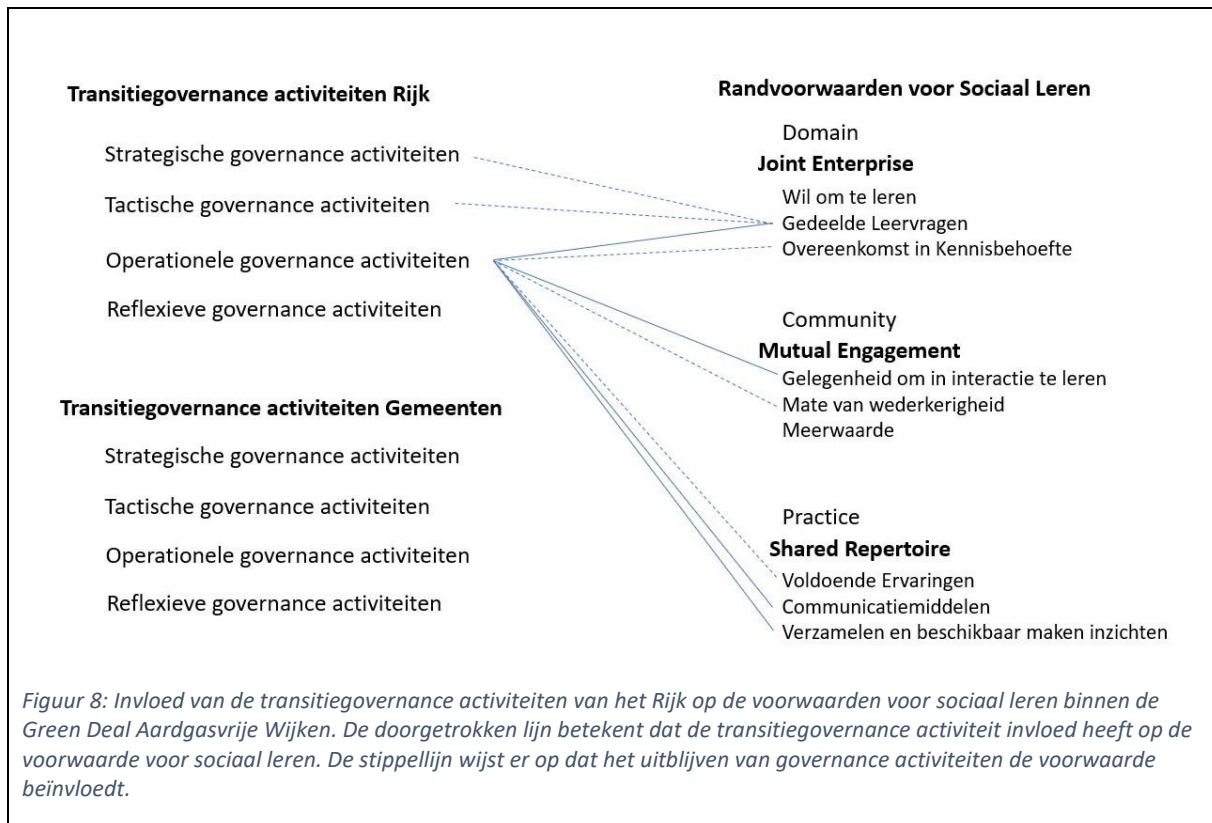 Transitiegovernance activiteiten Rijk
Strategische governance activiteiten
Tactische governance activiteiten
Operationele governance activiteiten
Reflexieve governance activiteiten
Transitiegovernance activiteiten Gemeenten
Strategische governance activiteiten
Tactische governance activiteiten
Operationele governance activiteiten
Reflexieve governance activiteiten
Randvoorwaarden voor Sociaal Leren
Domain
Joint Enterprise
Wil om te leren
Gedeelde Leervragen
Overeenkomst in Kennisbehoefte
Community
Mutual Engagement
Gelegenheid om in interactie te leren
Mate van wederkerigheid
Meerwaarde
Practice
Shared Repertoire
Voldoende Ervaringen
Communicatiemiddelen
Verzamelen en beschikbaar maken inzichten
Figuur 8: Invloed van de transitiegovernance activiteiten van het Rijk op de voorwaarden voor sociaal leren binnen de
Green Deal Aardgasvrije Wijken. De doorgetrokken lijn betekent dat de transitiegovernance activiteit invloed heeft op de
voorwaarde voor sociaal leren. De stippellijn wijst er op dat het uitblijven van governance activiteiten de voorwaarde
beïnvloedt.